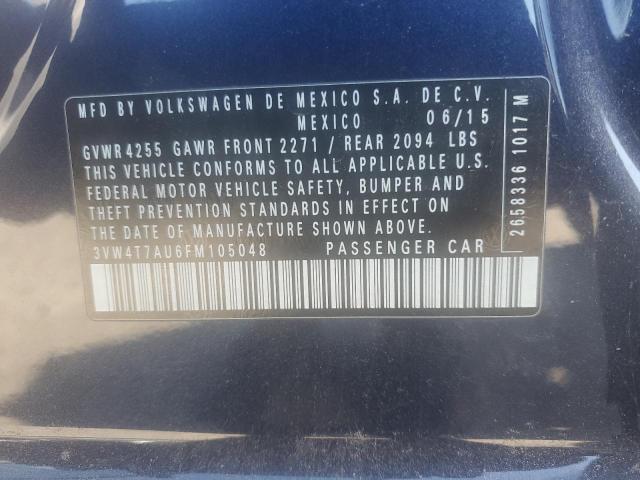 MFD BY VOLKSWAGEN DE MEXICO S.A. DE C.V.
MEXICO 06/15
GVWR 4255 GAWR FRONT 2271 / REAR 2094 LBS
THIS VEHICLE CONFORMS TO ALL APPLICABLE U.S.
FEDERAL MOTOR VEHICLE SAFETY, BUMPER AND
THEFT PREVENTION STANDARDS IN EFFECT ON
THE DATE OF MANUFACTURE SHOWN ABOVE.
3VW4T7AU6FM105048 PASSENGER CAR
2658336 1017 M